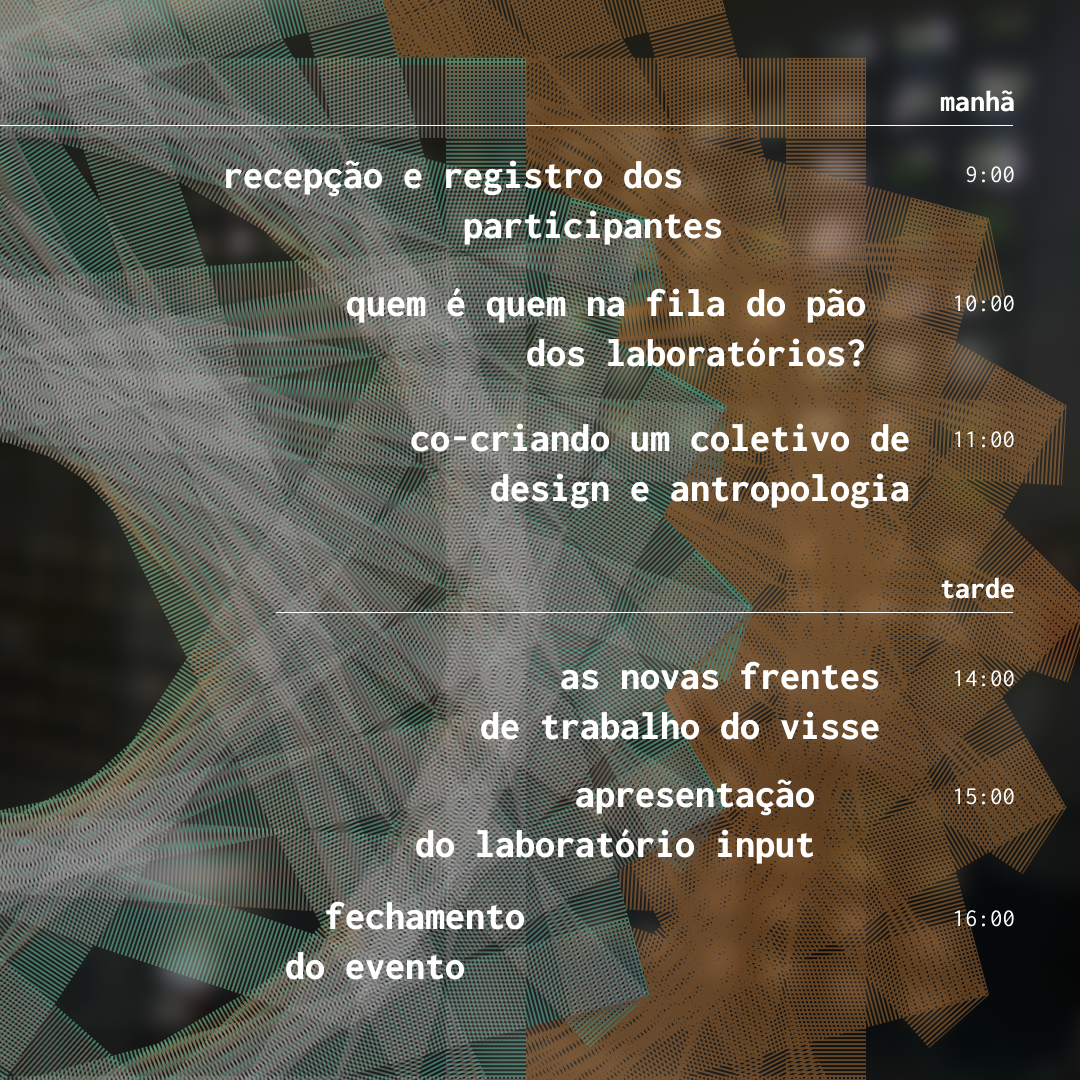 manhã
recepção e registro dos 9:00
participantes
quem é quem na fila do pão 10:00
dos laboratórios?
co-criando um coletivo de 11:00
design e antropologia
tarde
as novas frentes 14:00
de trabalho do visse
apresentação 15:00
do laboratório input
fechamento 16:00
do evento